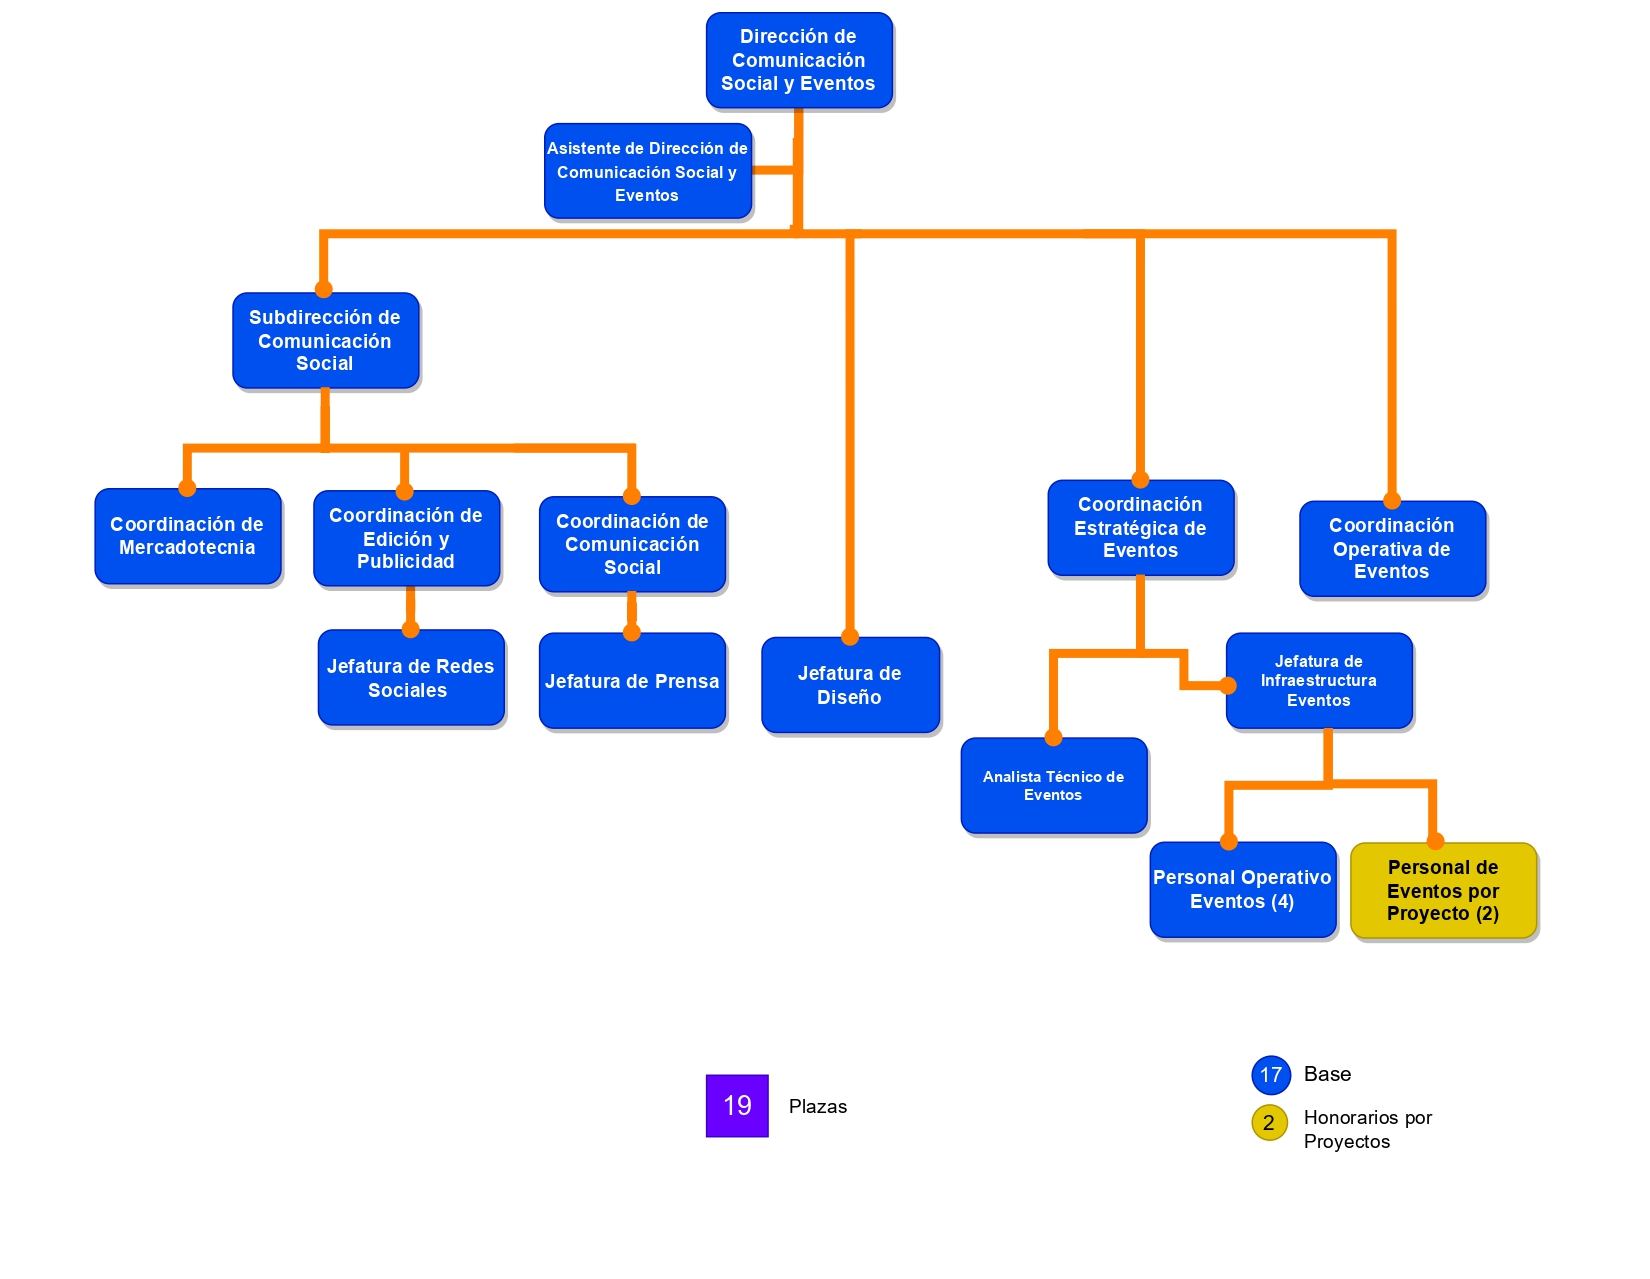 Dirección de
Comunicación
Social y Eventos
Asistente de Dirección de
Comunicación Social y
Eventos
Subdirección de
Comunicación
Social
Coordinación de
Mercadotecnia
Coordinación de
Edición y
Publicidad
Coordinación de
Comunicación
Social
Coordinación
Estratégica de
Eventos
Coordinación
Operativa de
Eventos
Jefatura de Redes
Sociales
Jefatura de Prensa
Jefatura de
Diseño
Jefatura de
Infraestructura
Eventos
Analista Técnico de
Eventos
Personal Operativo
Eventos (4)
Personal de
Eventos por
Proyecto (2)
19 Plazas
17 Base
2 Honorarios por
Proyectos